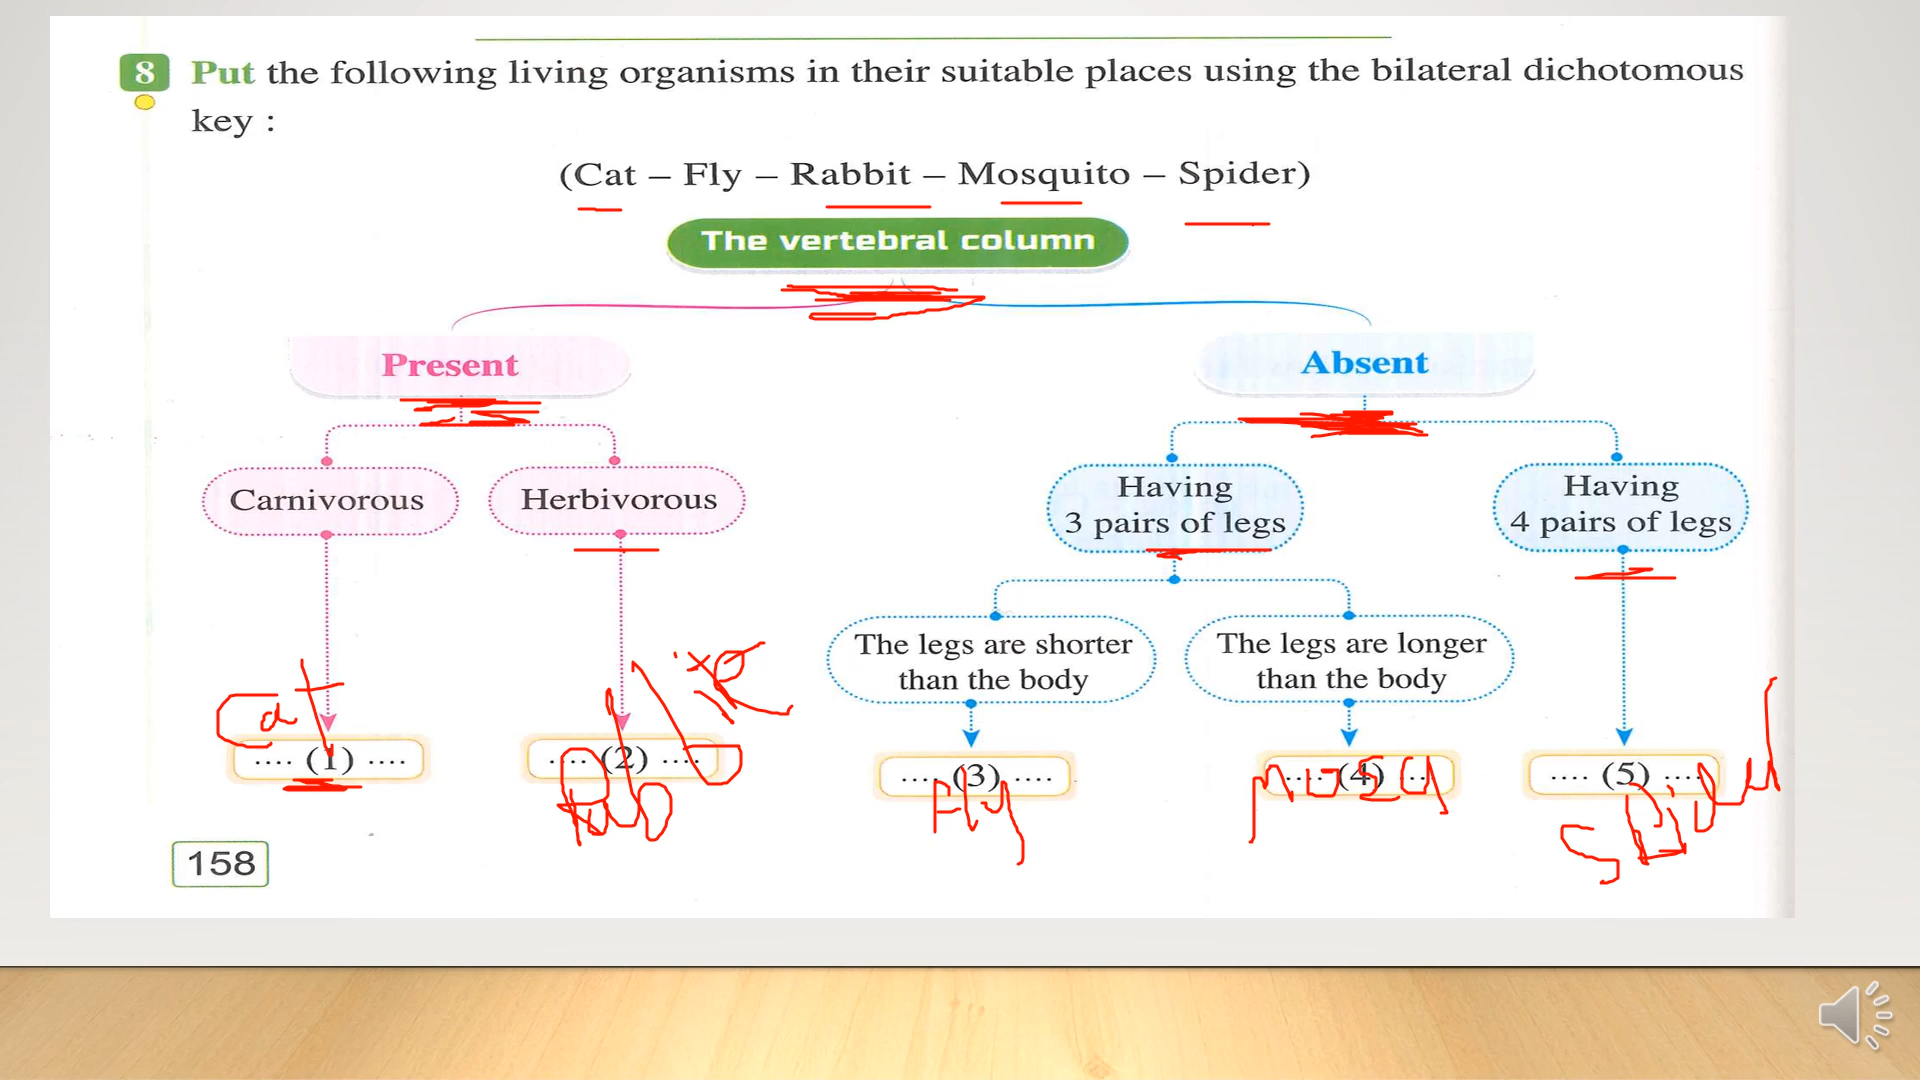 8 Put the following living organisms in their suitable places using the bilateral dichotomous
key :
(Cat – Fly – Rabbit – Mosquito – Spider)
The vertebral column
Present
Absent
Carnivorous
Herbivorous
Having
3 pairs of legs
Having
4 pairs of legs
The legs are shorter
than the body
The legs are longer
than the body
Cat
.... (1) ....
.... (2) ....
.... (3) ....
Fly
.... (4) ....
mosq
.... (5) ....
158